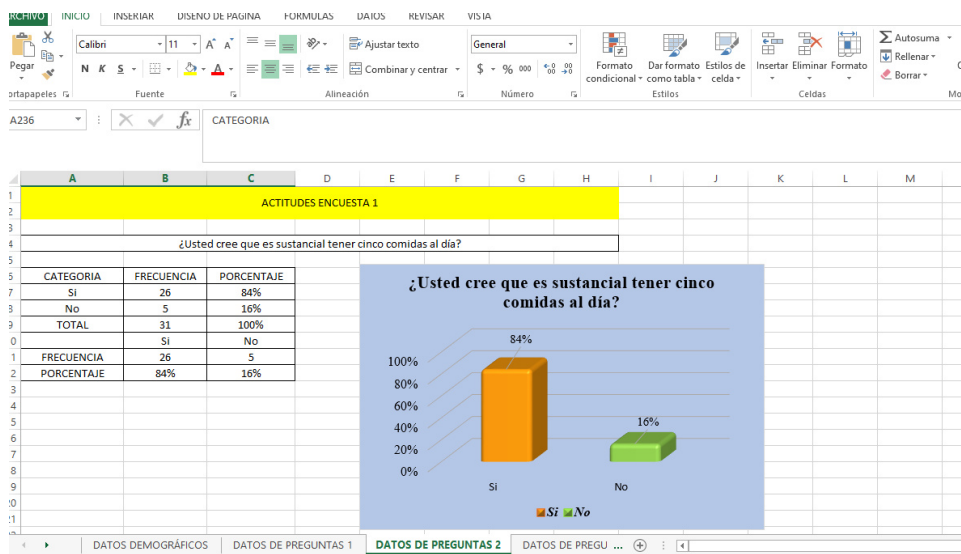 ARCHIVO INICIO INSERTAR DISEÑO DE PÁGINA FÓRMULAS DATOS REVISAR VISTA
Calibri 11 A A Ajustar texto General Autosuma
Pegar Formato Dar formato Estilos de Insertar Eliminar Formato Rellenar
N K S A Combinar y centrar $ % 000 condicional como tabla celda Borrar
ortapapeles Fuente Alineación Número Estilos Celdas Mo
A236 fx CATEGORIA
A B C D E F G H I J K L M
ACTITUDES ENCUESTA 1
¿Usted cree que es sustancial tener cinco comidas al día?
CATEGORIA FRECUENCIA PORCENTAJE
Si 26 84%
No 5 16%
TOTAL 31 100%
Si No
FRECUENCIA 26 5
PORCENTAJE 84% 16%
¿Usted cree que es sustancial tener cinco
comidas al día?
84%
16%
100%
80%
60%
40%
20%
0%
Si No
Si No
DATOS DEMOGRÁFICOS DATOS DE PREGUNTAS 1 DATOS DE PREGUNTAS 2 DATOS DE PREGU ...